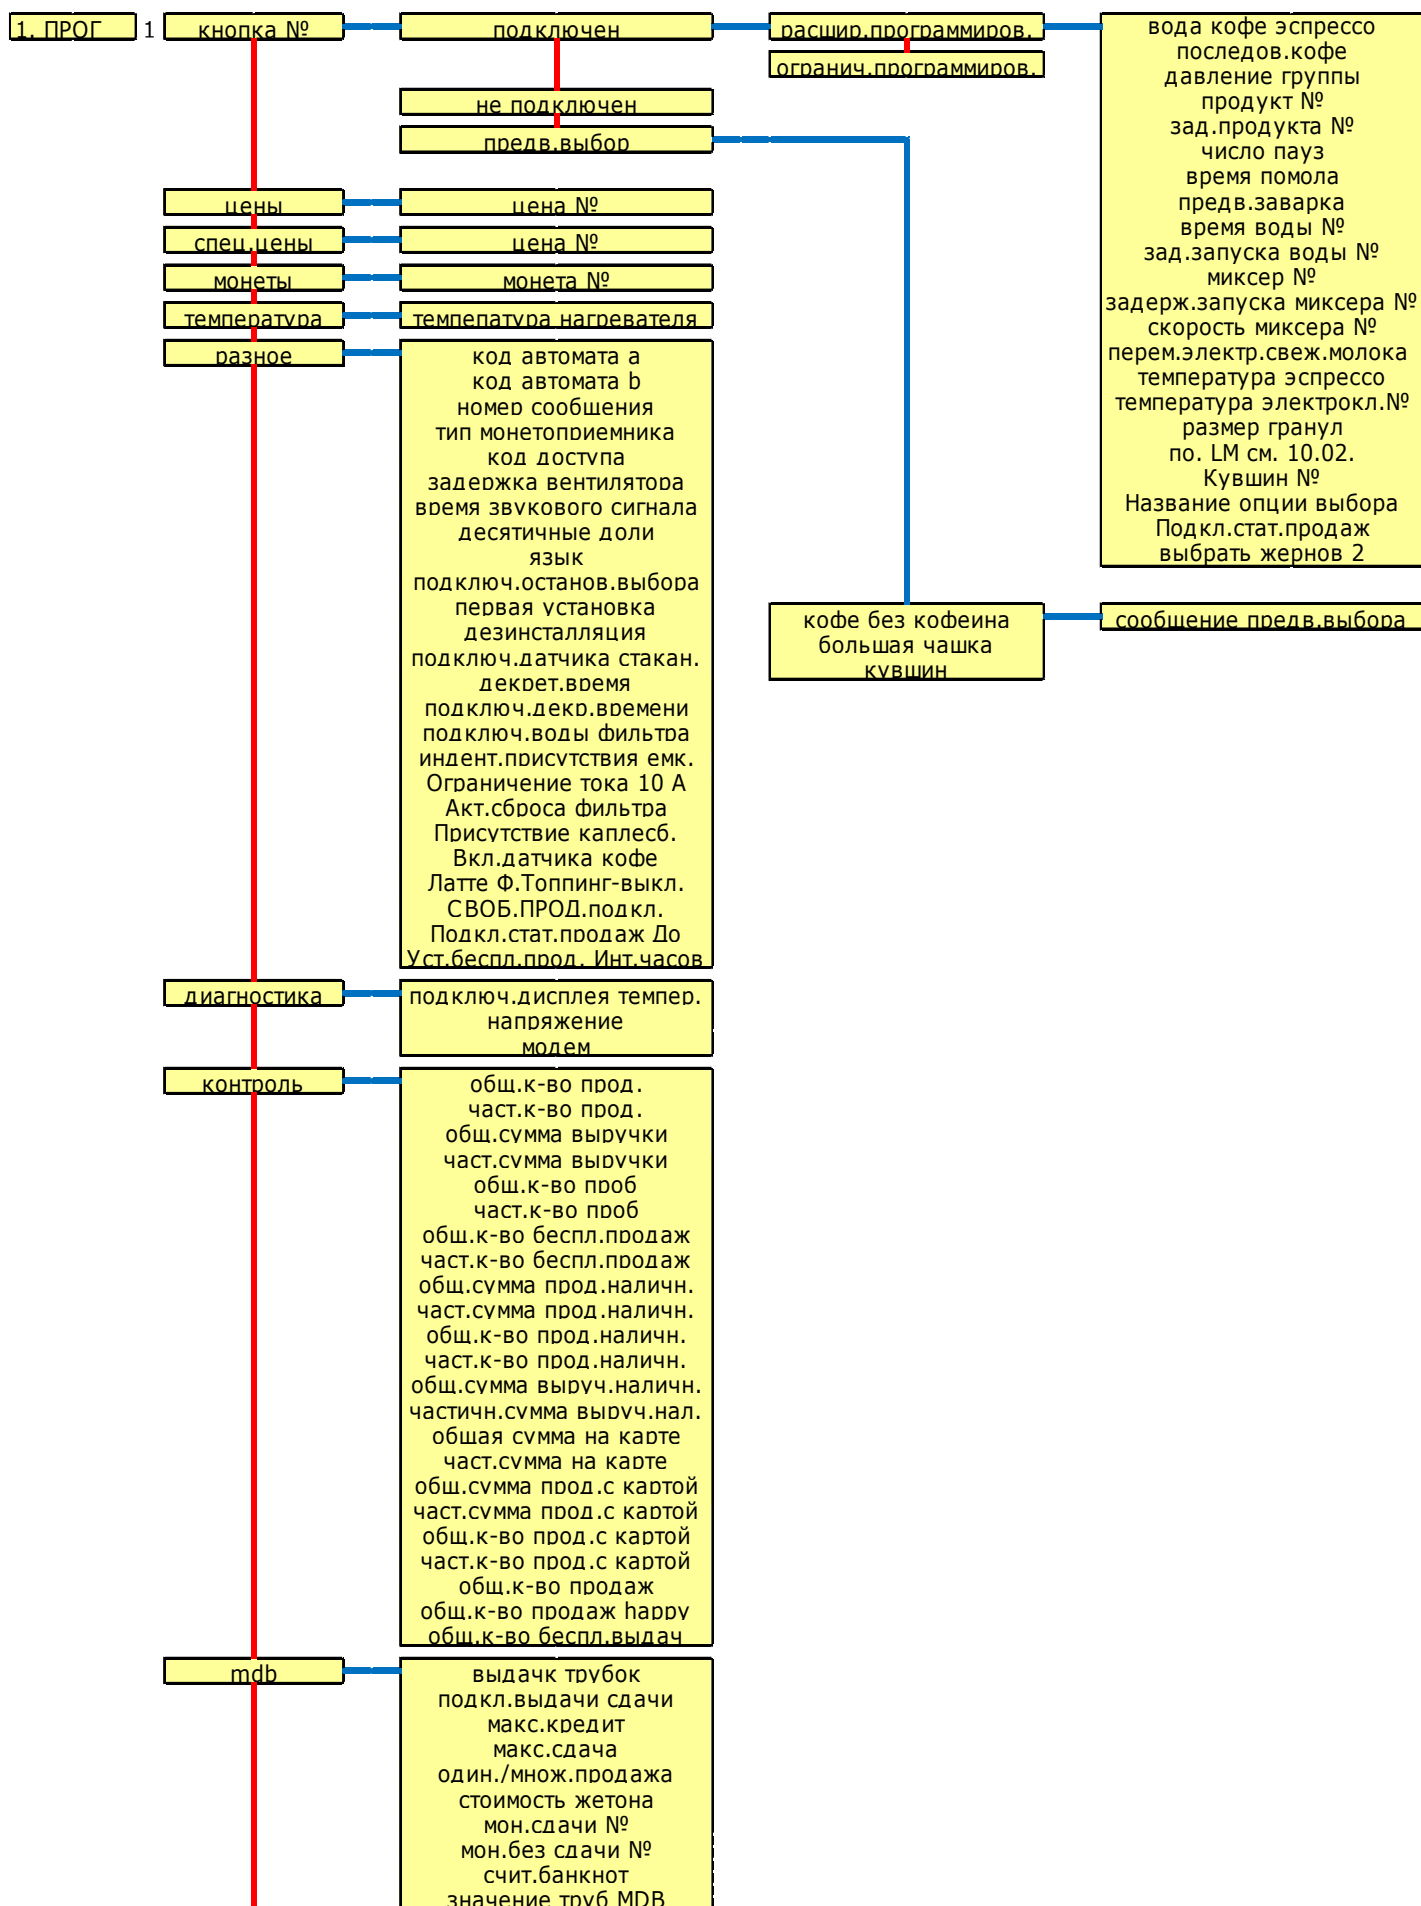 1. ПРОГ
1
кнопка №
подключен
расшир.программиров.
огранич.программиров.
не подключен
предв.выбор
вода кофе эспрессо
последов.кофе
давление группы
продукт №
зад.продукта №
число пауз
время помола
предв.заварка
время воды №
зад.запуска воды №
миксер №
задерж.запуска миксера №
скорость миксера №
перем.электр.свеж.молока
температура эспрессо
температура электрокл.№
размер гранул
по. LM см. 10.02.
Кувшин №
Название опции выбора
Подкл.стат.продаж
выбрать жернов 2
кофе без кофеина
большая чашка
кувшин
сообщение предв.выбора
цены
цена №
спец.цены
цена №
монеты
монета №
температура
темпепатура нагревателя
разное
код автомата a
код автомата b
номер сообщения
тип монетоприемника
код доступа
задержка вентилятора
время звукового сигнала
десятичные доли
язык
подключ.останов.выбора
первая установка
дезинсталляция
подключ.датчика стакан.
декрет.время
подключ.декр.времени
подключ.воды фильтра
индент.присутствия емк.
Ограничение тока 10 А
Акт.сброса фильтра
Присутствие каплесб.
Вкл.датчика кофе
Латте Ф.Топпинг-выкл.
СВОБ.ПРОД.подкл.
Подкл.стат.продаж До
Уст.беспл.прод. Инт.часов
диагностика
подключ.дисплея темпер.
напряжение
модем
контроль
общ.к-во прод.
част.к-во прод.
общ.сумма выручки
част.сумма выручки
общ.к-во проб
част.к-во проб
общ.к-во беспл.продаж
част.к-во беспл.продаж
общ.сумма прод.наличн.
част.сумма прод.наличн.
общ.к-во прод.наличн.
част.к-во прод.наличн.
общ.сумма выруч.наличн.
частичн.сумма выруч.нал.
общая сумма на карте
част.сумма на карте
общ.сумма прод.с картой
част.сумма прод.с картой
общ.к-во прод.с картой
част.к-во прод.с картой
общ.к-во продаж
общ.к-во продаж happy
общ.к-во беспл.выдач
mdb
выдачк трубок
подкл.выдачи сдачи
макс.кредит
макс.сдача
один./множ.продажа
стоимость жетона
мон.сдачи №
мон.без сдачи №
счит.банкнот
значение труб MDB